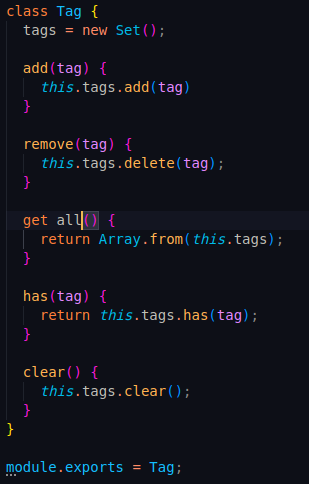 class Tag {
  tags = new Set();

  add(tag) {
    this.tags.add(tag)
  }

  remove(tag) {
    this.tags.delete(tag);
  }

  get all() {
    return Array.from(this.tags);
  }

  has(tag) {
    return this.tags.has(tag);
  }

  clear() {
    this.tags.clear();
  }
}

module.exports = Tag;